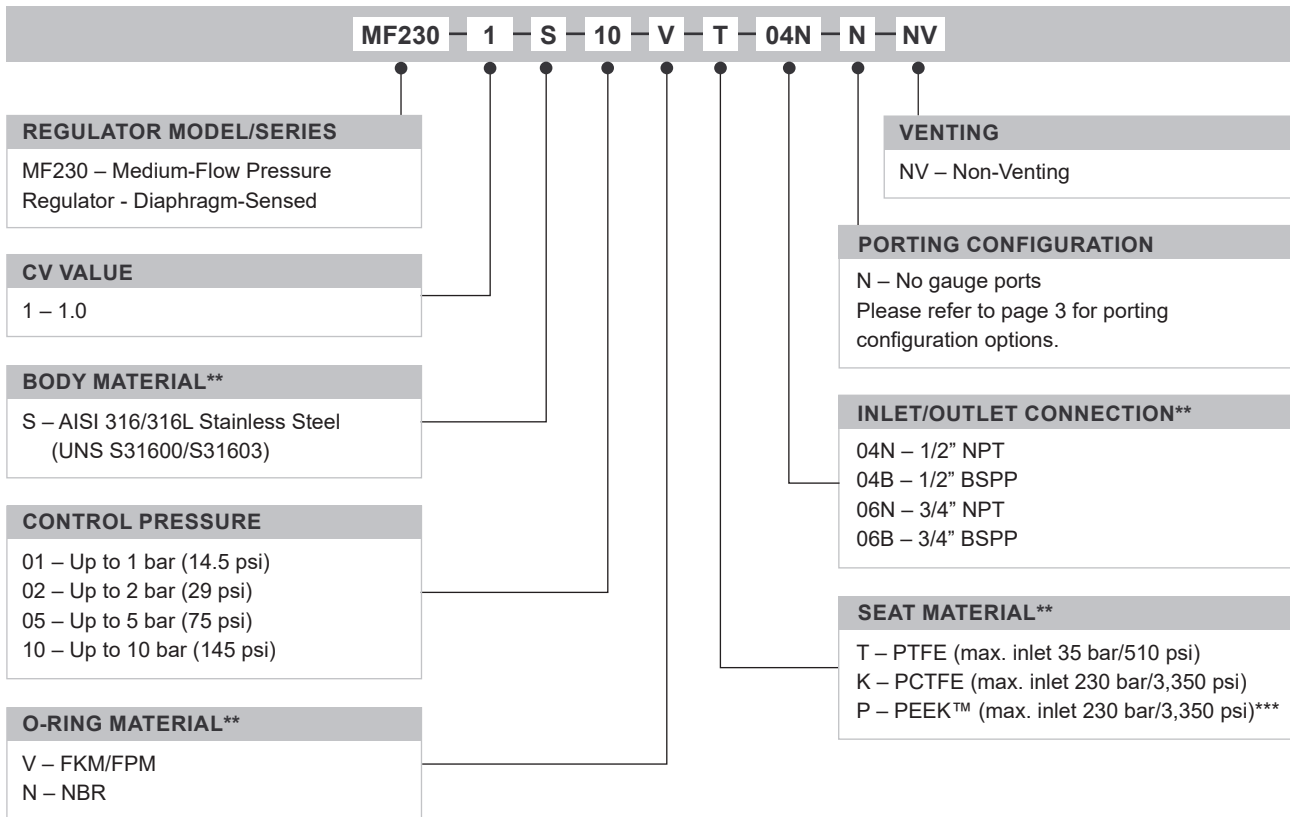 MF230 1 S 10 V T 04N N NV
REGULATOR MODEL/SERIES
MF230 – Medium-Flow Pressure
Regulator - Diaphragm-Sensed
CV VALUE
1 – 1.0
BODY MATERIAL**
S – AISI 316/316L Stainless Steel
(UNS S31600/S31603)
CONTROL PRESSURE
01 – Up to 1 bar (14.5 psi)
02 – Up to 2 bar (29 psi)
05 – Up to 5 bar (75 psi)
10 – Up to 10 bar (145 psi)
O-RING MATERIAL**
V – FKM/FPM
N – NBR
VENTING
NV – Non-Venting
PORTING CONFIGURATION
N – No gauge ports
Please refer to page 3 for porting
configuration options.
INLET/OUTLET CONNECTION**
04N – 1/2” NPT
04B – 1/2” BSPP
06N – 3/4” NPT
06B – 3/4” BSPP
SEAT MATERIAL**
T – PTFE (max. inlet 35 bar/510 psi)
K – PCTFE (max. inlet 230 bar/3,350 psi)
P – PEEK™ (max. inlet 230 bar/3,350 psi)***